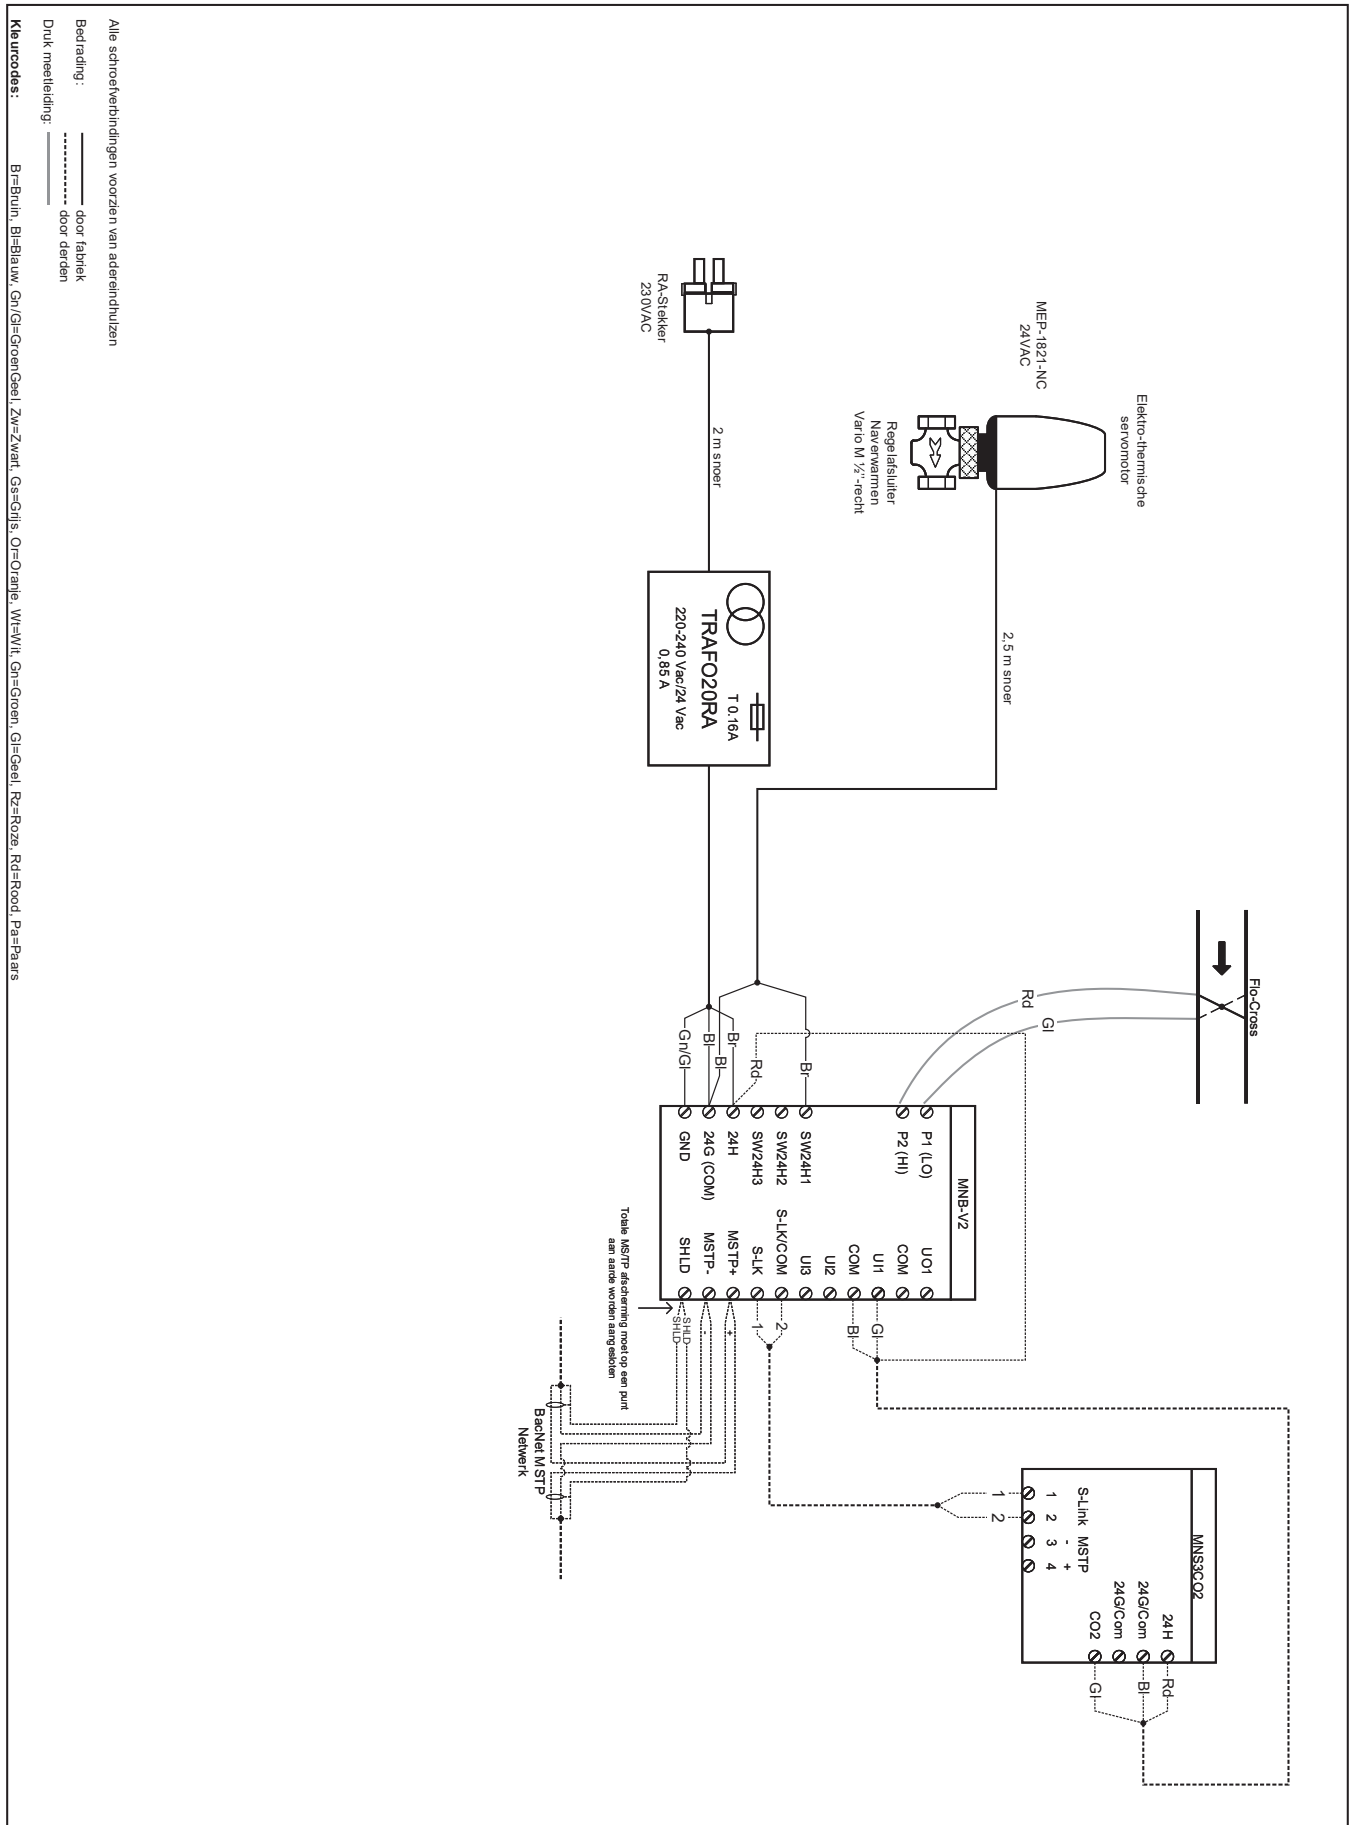 Flo-Cross
Elektro-thermische
servomotor
MEP-1821-NC
24VAC
Regelafsluiter
Naverwarmen
Vario M ½"-recht
2,5 m snoer
RA-Stekker
230VAC
2 m snoer
T 0.16A
TRAFO20RA
220-240 Vac/24 Vac
0,85 A
Rd
Gl
Br
Rd
Br
Bl
Bl
Gn/Gl
MNB-V2
P1 (LO)
P2 (HI)
SW24H1
SW24H2
SW24H3
24H
24G (COM)
GND
UO1
COM
UI1
COM
UI2
UI3
S-LK/COM
S-LK
MSTP+
MSTP-
SHLD
Gl
Bl
2
1
+
-
SHLD
SHLD
Totale MS/TP afscherming moet op een punt
aan aarde worden aangesloten
BacNet MSTP
Netwerk
MNS3CO2
S-Link MSTP
- +
1 2 3 4
1
2
24H
24G/Com
24G/Com
CO2
Rd
Bl
Gl
Alle schroefverbindingen voorzien van adereindhulzen
Bedrading: door fabriek
door derden
Druk meetleiding:
Kleurcodes: Br=Bruin, Bl=Blauw, Gn/Gl=GroenGeel, Zw=Zwart, Gs=Grijs, Or=Oranje, Wt=Wit, Gn=Groen, Gl=Geel, Rz=Roze, Rd=Rood, Pa=Paars